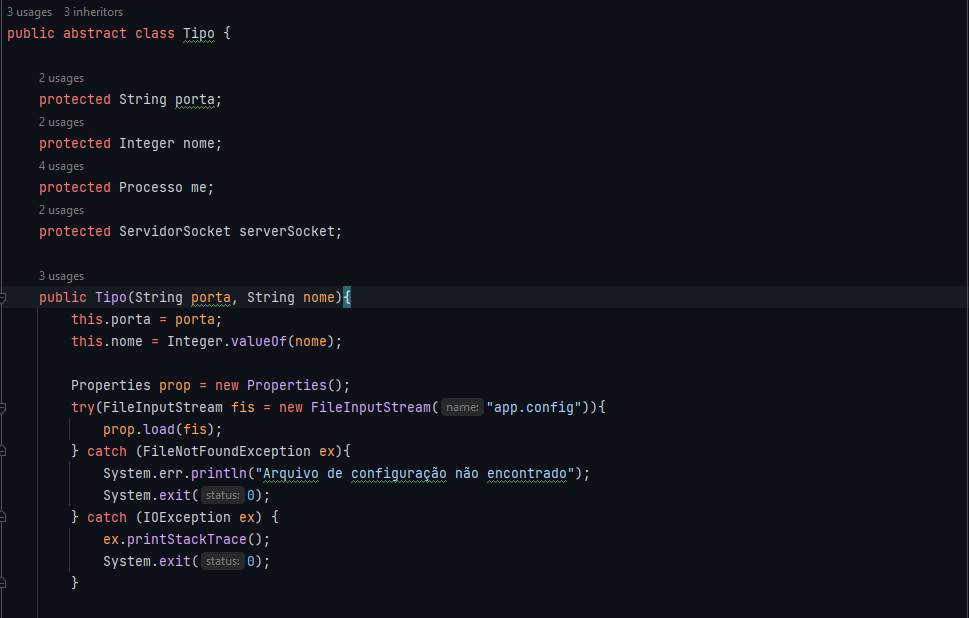 3 usages 3 inheritors
public abstract class Tipo {
2 usages
protected String porta;
2 usages
protected Integer nome;
4 usages
protected Processo me;
2 usages
protected ServidorSocket serverSocket;
3 usages
public Tipo(String porta, String nome){
this.porta = porta;
this.nome = Integer.valueOf(nome);
Properties prop = new Properties();
try(FileInputStream fis = new FileInputStream( name: "app.config")){
prop.load(fis);
} catch (FileNotFoundException ex){
System.err.println("Arquivo de configuração não encontrado");
System.exit( status: 0);
} catch (IOException ex) {
ex.printStackTrace();
System.exit( status: 0);
}